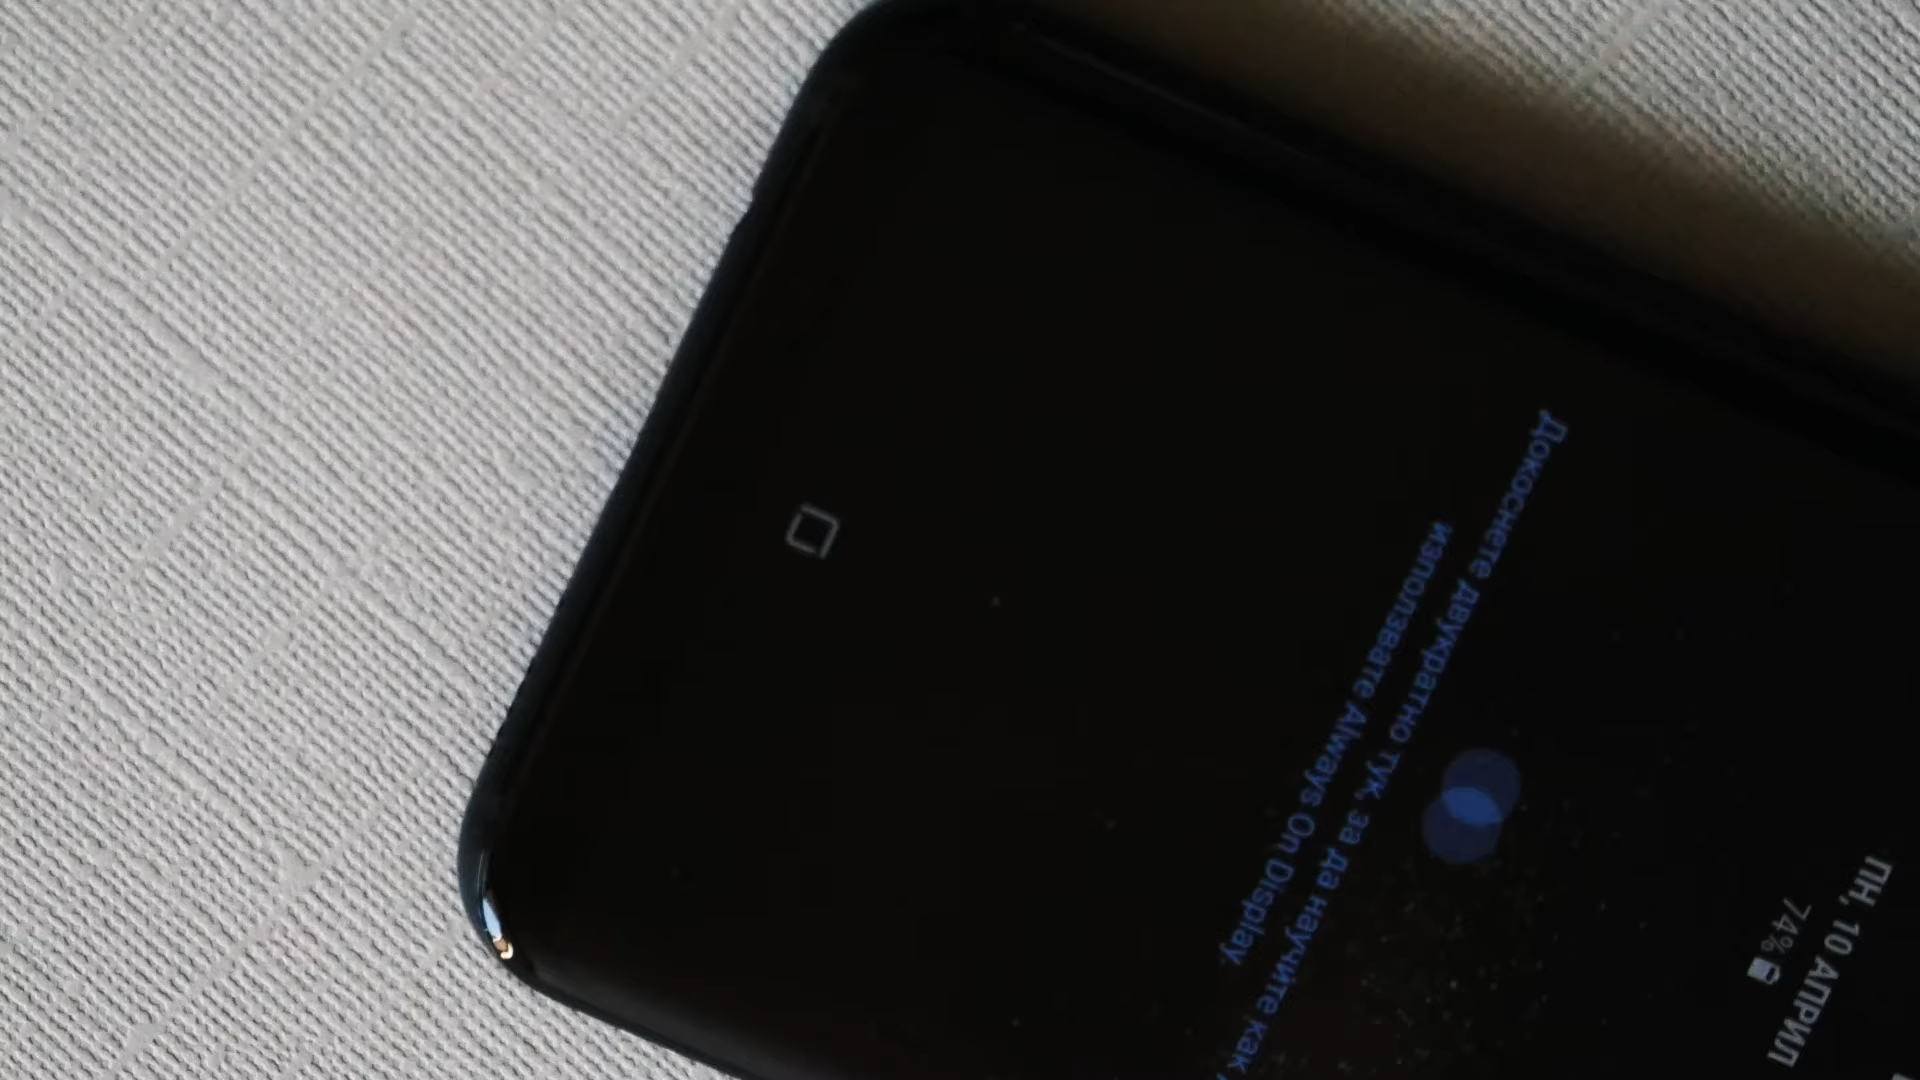 ПН, 10 АПРИЛ
74%
Докоснете двукратно тук, за да научите как
използвате Always On Display.